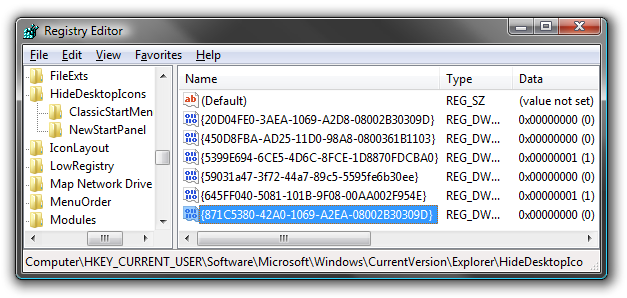 Registry Editor
File Edit View Favorites Help
FileExts
HideDesktopIcons
ClassicStartMen
NewStartPanel
IconLayout
LowRegistry
Map Network Drive
MenuOrder
Modules
Name Type Data
(Default) REG_SZ (value not set)
{20D04FE0-3AEA-1069-A2D8-08002B30309D} REG_DW... 0x00000000 (0)
{450D8FBA-AD25-11D0-98A8-0800361B1103} REG_DW... 0x00000000 (0)
{5399E694-6CE5-4D6C-8FCE-1D8870FDCBA0} REG_DW... 0x00000001 (1)
{59031a47-3f72-44a7-89c5-5595fe6b30ee} REG_DW... 0x00000000 (0)
{645FF040-5081-101B-9F08-00AA002F954E} REG_DW... 0x00000001 (1)
{871C5380-42A0-1069-A2EA-08002B30309D} REG_DW... 0x00000000 (0)
Computer\HKEY_CURRENT_USER\Software\Microsoft\Windows\CurrentVersion\Explorer\HideDesktopIco